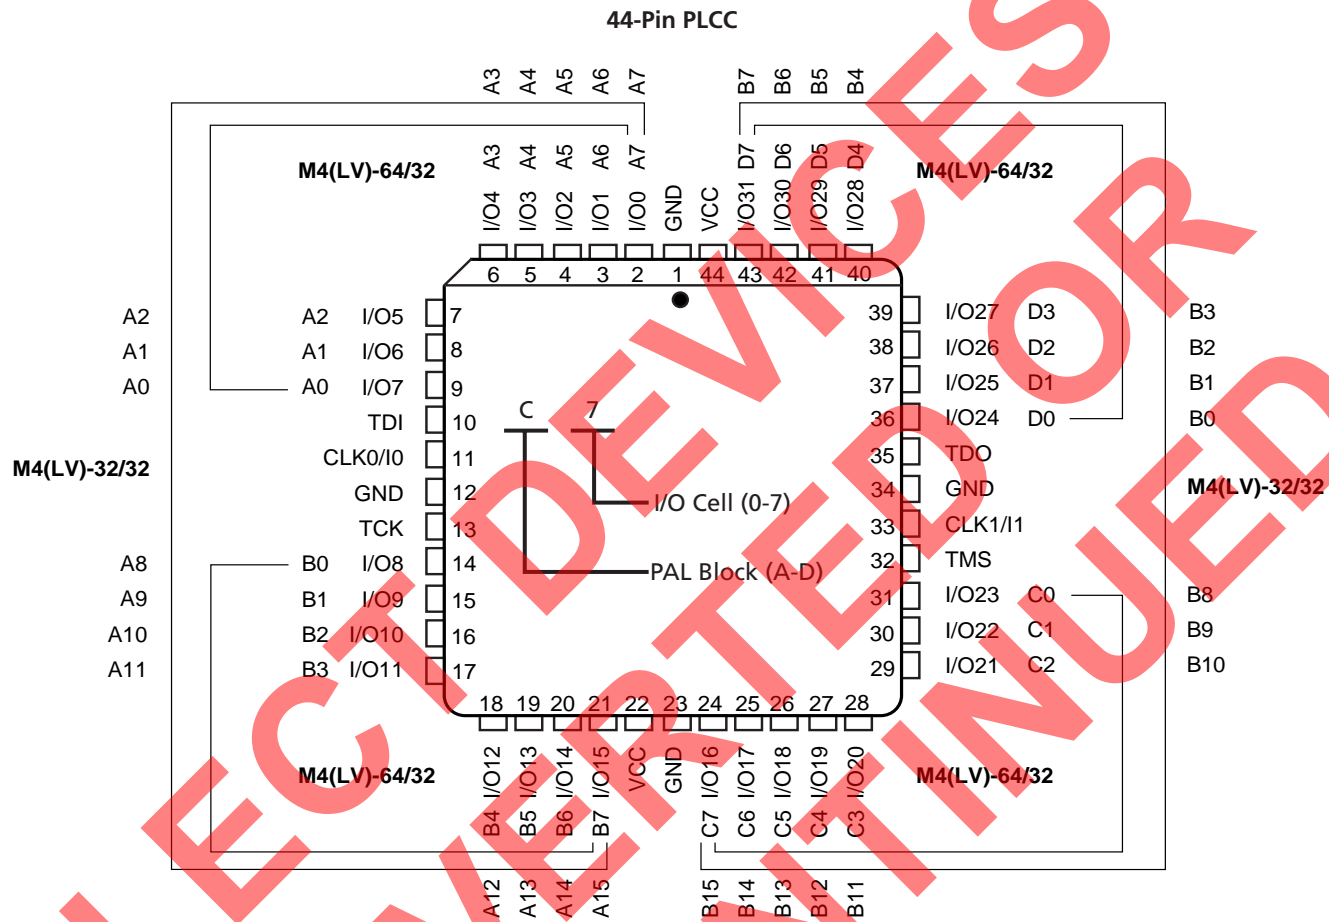 44-Pin PLCC
A3 A4 A5 A6 A7 B7 B6 B5 B4
M4(LV)-64/32 A3 A4 A5 A6 A7 D7 D6 D5 D4 M4(LV)-64/32
I/O4 I/O3 I/O2 I/O1 I/O0 GND VCC I/O31 I/O30 I/O29 I/O28
6 5 4 3 2 1 44 43 42 41 40
A2 A2 I/O5 7 39 I/O27 D3 B3
A1 A1 I/O6 8 38 I/O26 D2 B2
A0 A0 I/O7 9 37 I/O25 D1 B1
TDI 10 C 7 36 I/O24 D0 B0
CLK0/I0 11 35 TDO
M4(LV)-32/32
GND 12 34 GND M4(LV)-32/32
I/O Cell (0-7)
TCK 13 33 CLK1/I1
A8 B0 I/O8 14 32 TMS
PAL Block (A-D)
A9 B1 I/O9 15 31 I/O23 C0 B8
A10 B2 I/O10 16 30 I/O22 C1 B9
A11 B3 I/O11 17 29 I/O21 C2 B10
18 19 20 21 22 23 24 25 26 27 28
M4(LV)-64/32 I/O12 I/O13 I/O14 I/O15 VCC GND I/O16 I/O17 I/O18 I/O19 I/O20 M4(LV)-64/32
B4 B5 B6 B7 C7 C6 C5 C4 C3
A12 A13 A14 A15 B15 B14 B13 B12 B11
LECT DEVICES
VERTED OR
NTINUED